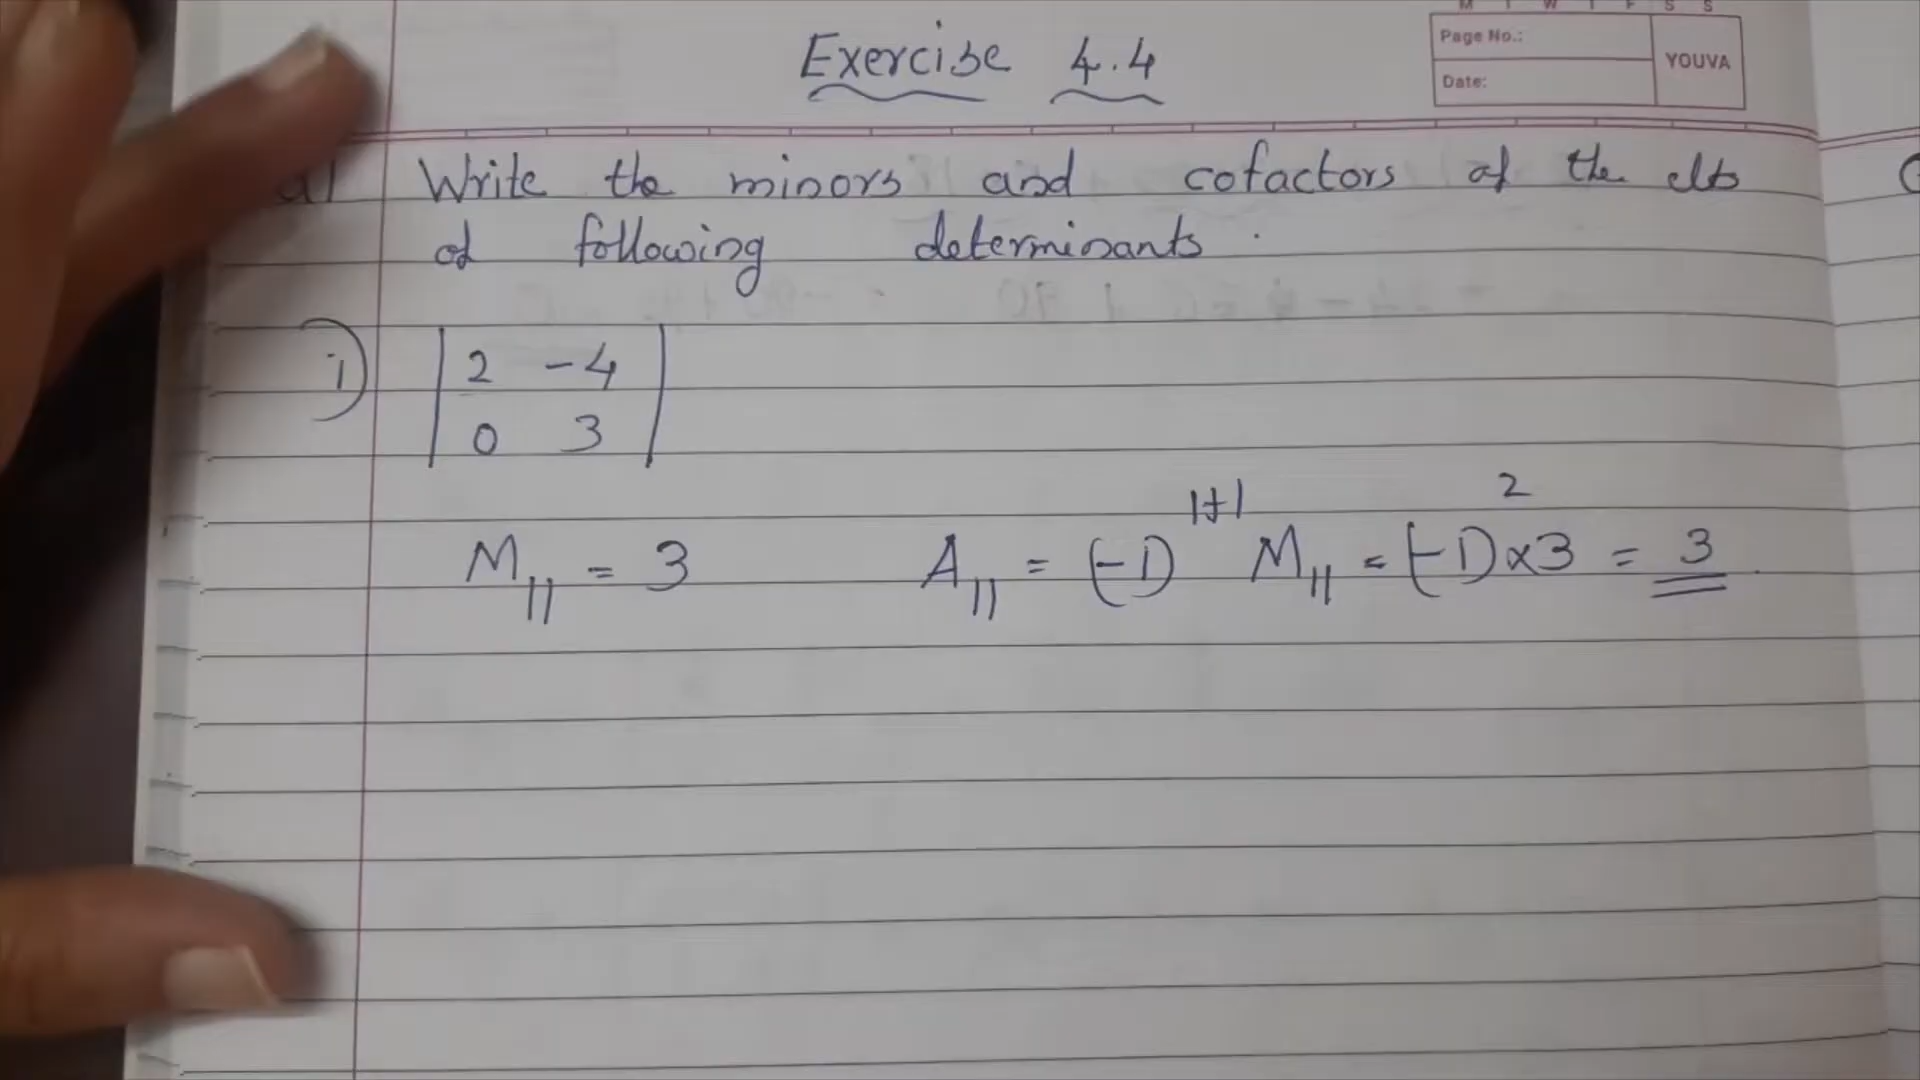 M T W T F S S
Exercise 4.4
Page No.:
YOUVA
Date:
Write the minors and cofactors of the elts
of following determinants.
i) | 2 -4 |
| 0 3 |
M₁₁ = 3 A₁₁ = (-1)¹⁺¹ M₁₁ = (-1)² × 3 = 3